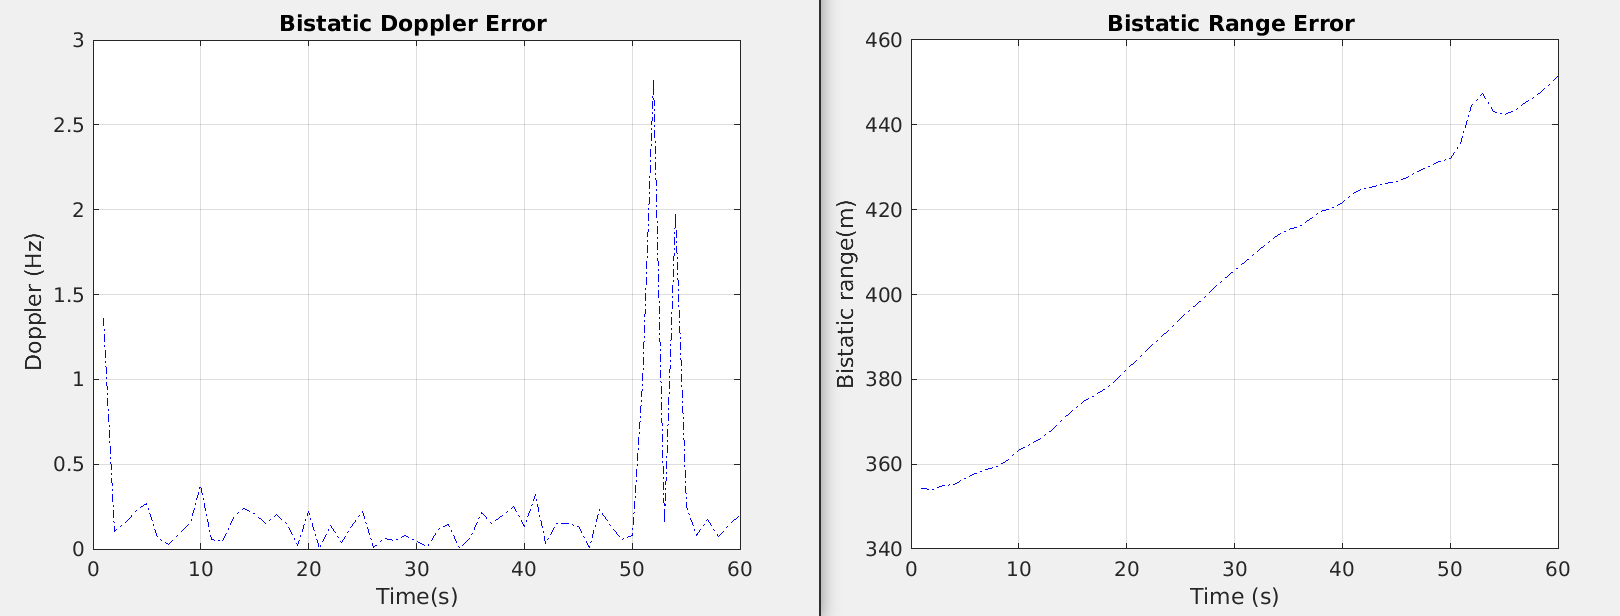 Bistatic Doppler Error
3
2.5
2
1.5
1
0.5
0
Doppler (Hz)
0 10 20 30 40 50 60
Time(s)
Bistatic Range Error
460
440
420
400
380
360
340
Bistatic range(m)
0 10 20 30 40 50 60
Time (s)